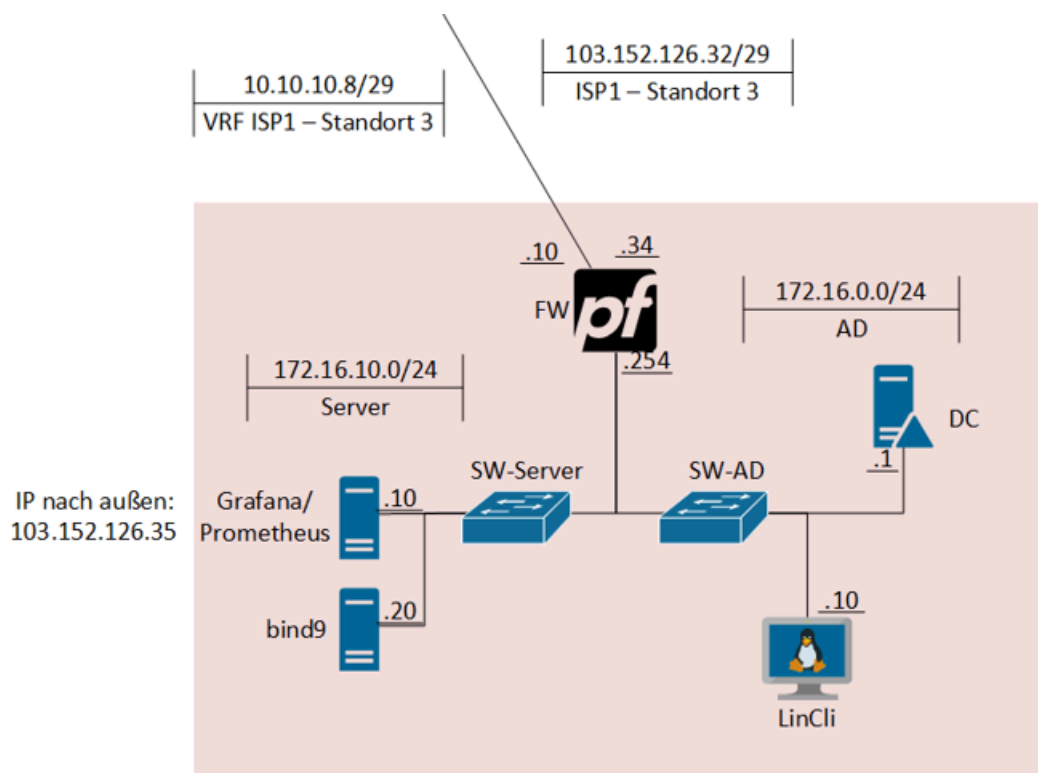 103.152.126.32/29
ISP1 – Standort 3
10.10.10.8/29
VRF ISP1 – Standort 3
.10
.34
FW
pf
.254
172.16.0.0/24
AD
172.16.10.0/24
Server
DC
.1
SW-Server
SW-AD
IP nach außen:
103.152.126.35
Grafana/
Prometheus
.10
bind9
.20
.10
LinCli